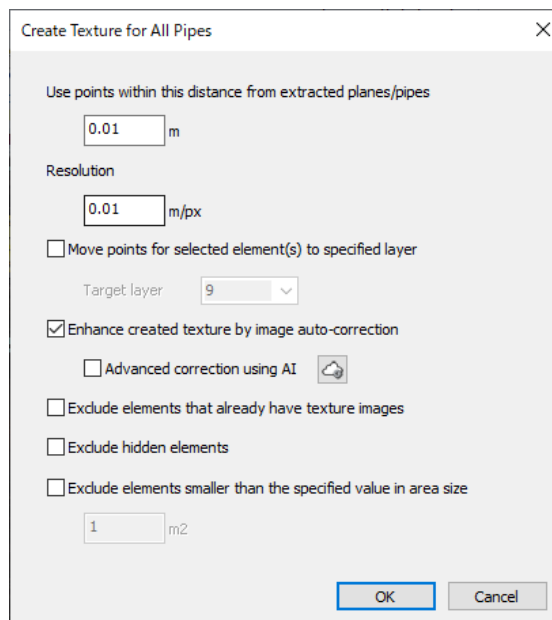 Create Texture for All Pipes
Use points within this distance from extracted planes/pipes
0.01 m
Resolution
0.01 m/px
Move points for selected element(s) to specified layer
Target layer 9
Enhance created texture by image auto-correction
Advanced correction using AI
Exclude elements that already have texture images
Exclude hidden elements
Exclude elements smaller than the specified value in area size
1 m2
OK Cancel